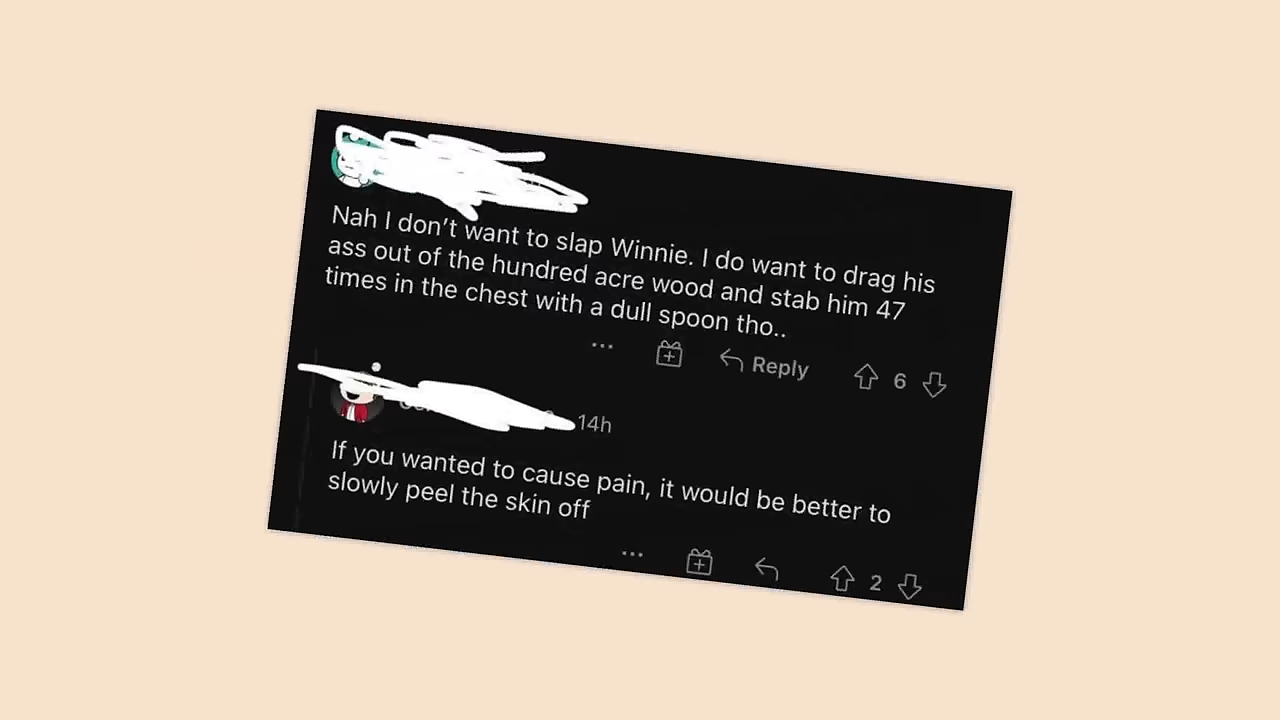 Nah I don't want to slap Winnie. I do want to drag his
ass out of the hundred acre wood and stab him 47
times in the chest with a dull spoon tho..
... Reply 6
14h
If you wanted to cause pain, it would be better to
slowly peel the skin off
... 2